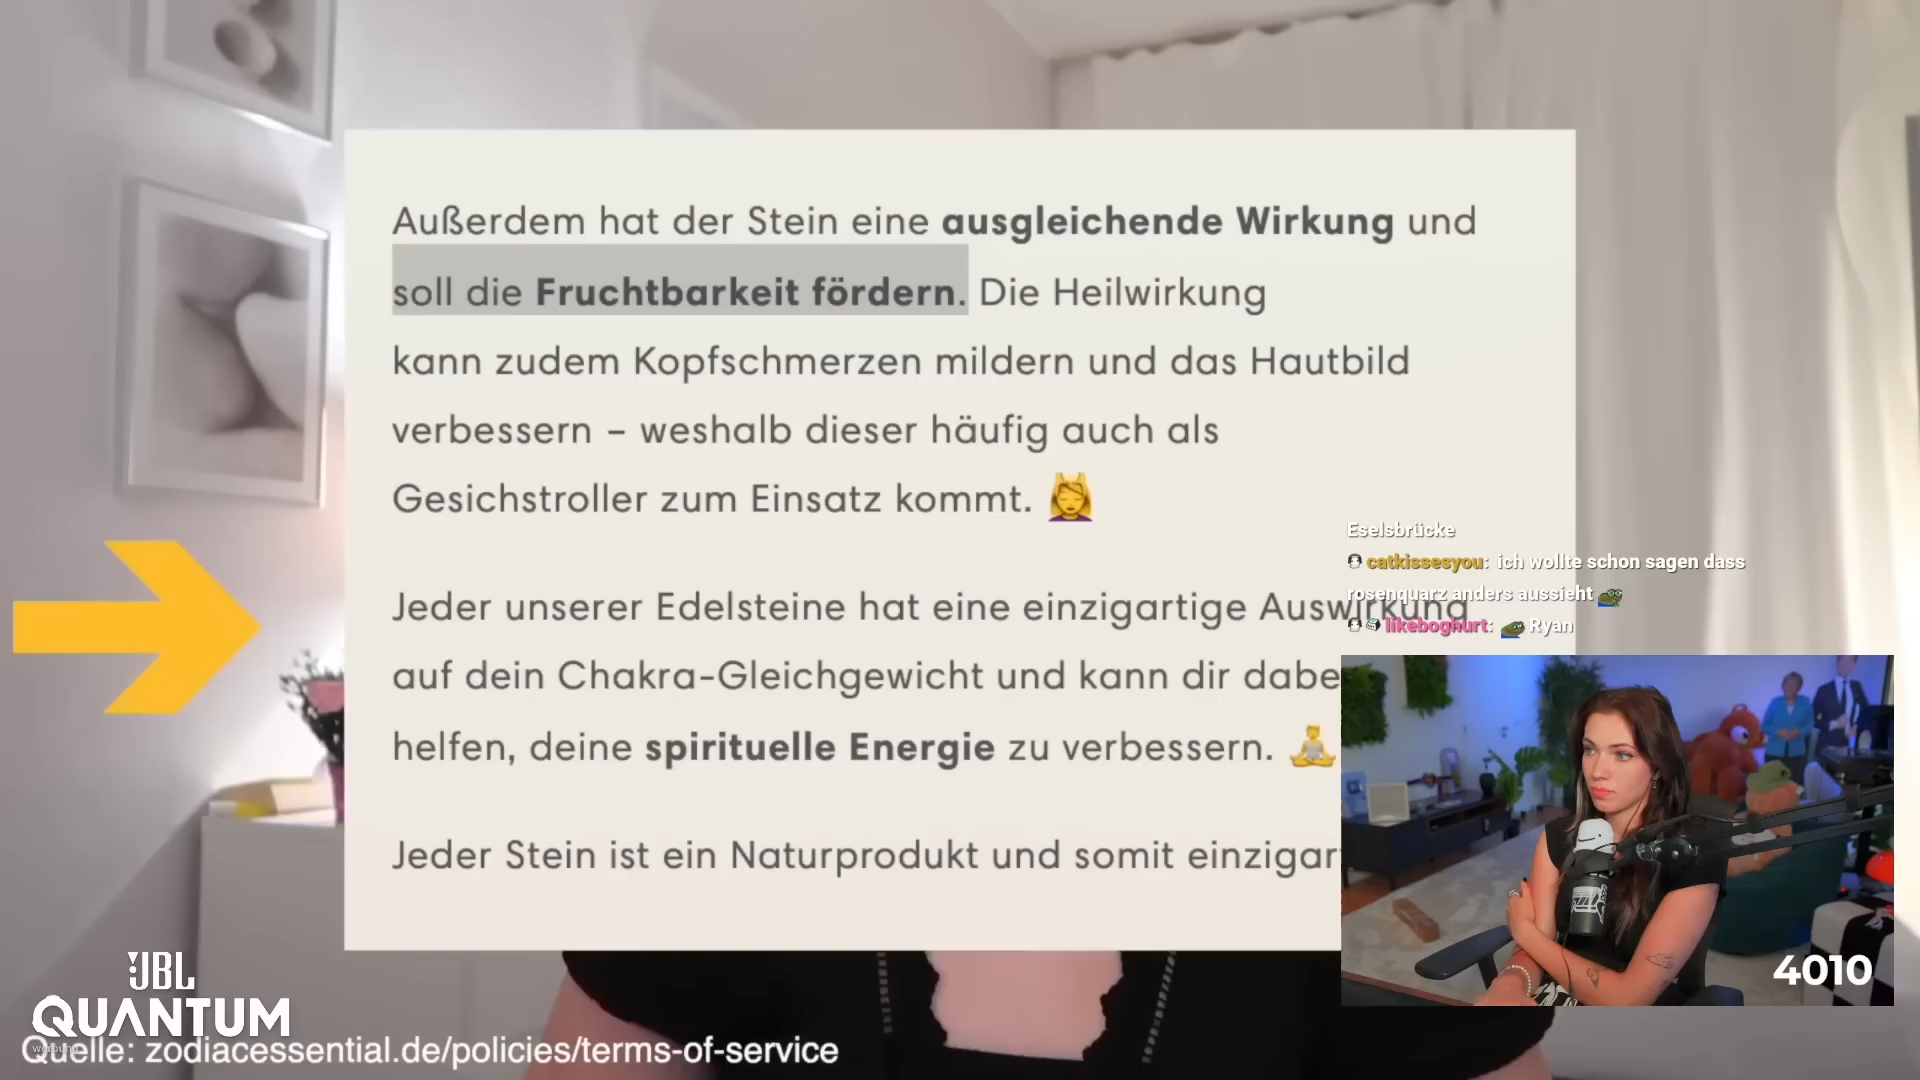 Außerdem hat der Stein eine ausgleichende Wirkung und
soll die Fruchtbarkeit fördern. Die Heilwirkung
kann zudem Kopfschmerzen mildern und das Hautbild
verbessern – weshalb dieser häufig auch als
Gesichstroller zum Einsatz kommt.
Jeder unserer Edelsteine hat eine einzigartige Auswirkung
auf dein Chakra-Gleichgewicht und kann dir dabe
helfen, deine spirituelle Energie zu verbessern.
Jeder Stein ist ein Naturprodukt und somit einzigar
Eselsbrücke
catkissesyou: ich wollte schon sagen dass
rosenquarz anders aussieht
likeboghurt: Ryan
4010
JBL
QUANTUM
Quelle: zodiacessential.de/policies/terms-of-service